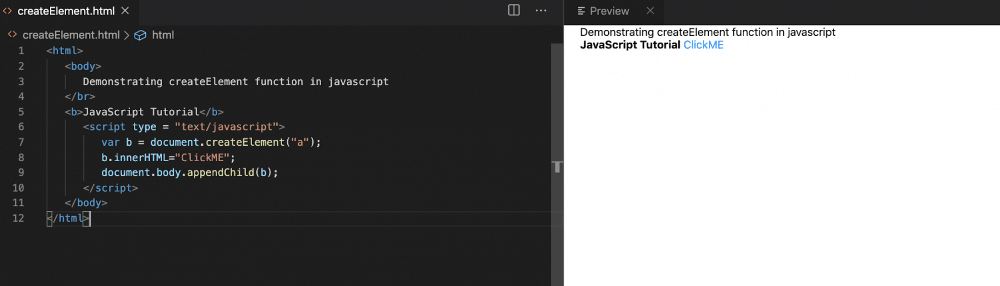 createElement.html
createElement.html > html
1 <html>
2 <body>
3 Demonstrating createElement function in javascript
4 </br>
5 <b>JavaScript Tutorial</b>
6 <script type = "text/javascript">
7 var b = document.createElement("a");
8 b.innerHTML="ClickME";
9 document.body.appendChild(b);
10 </script>
11 </body>
12 </html>
Preview
Demonstrating createElement function in javascript
JavaScript Tutorial ClickME